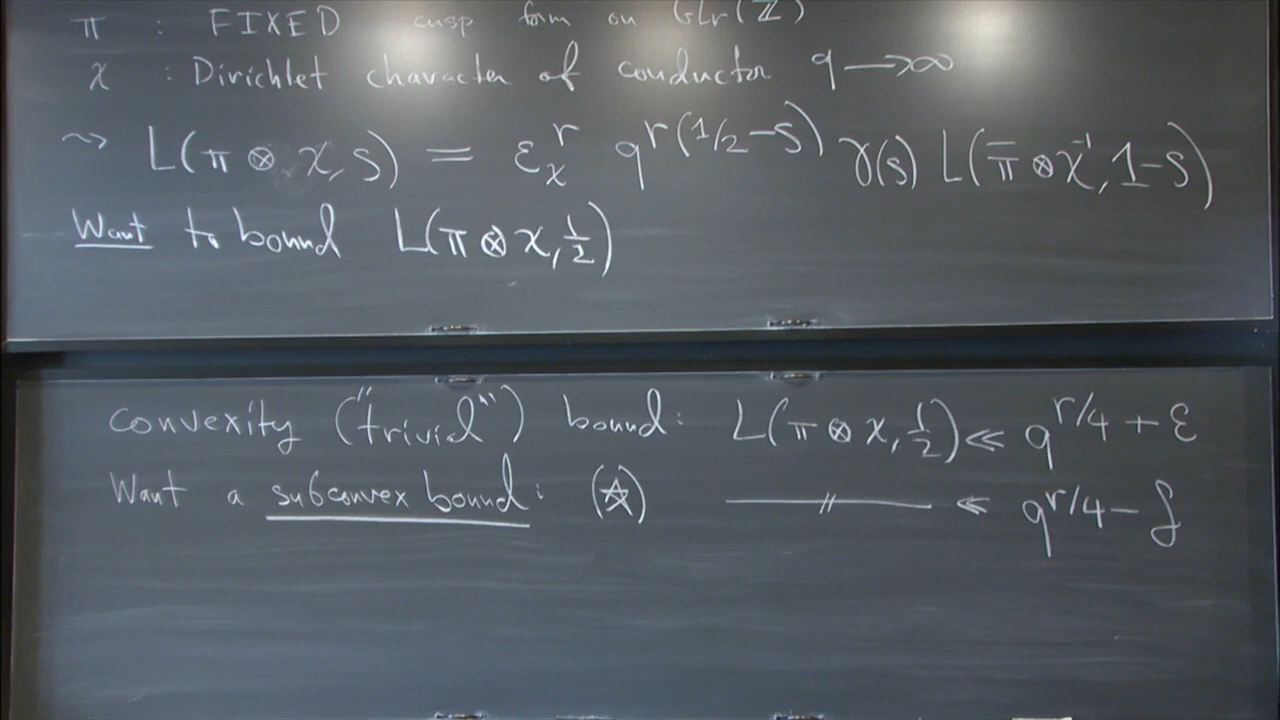 π : FIXED cusp form on GLr(ℤ)
χ : Dirichlet character of conductor q ⟶ ∞
⇝ L(π ⊗ χ, s) = ε_χ^r q^{r(1/2 − s)} γ(s) L(π̄ ⊗ χ^{-1}, 1−s)
Want to bound L(π ⊗ χ, 1/2)
Convexity ("trivial") bound: L(π ⊗ χ, 1/2) ≪ q^{r/4 + ε}
Want a subconvex bound: (☆) —//— ≪ q^{r/4 − δ}